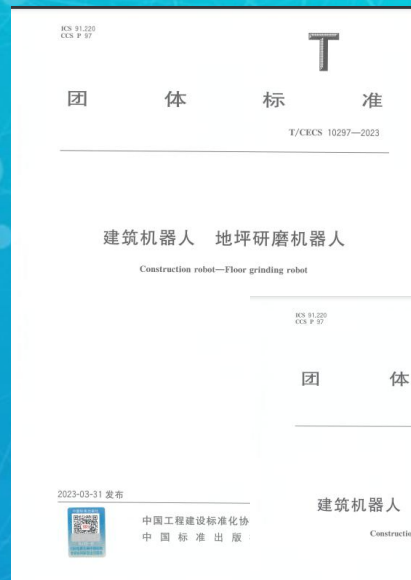 ICS 91.220
CCS P 97
T
团 体 标 准
T/CECS 10297—2023
建筑机器人 地坪研磨机器人
Construction robot—Floor grinding robot
2023-03-31 发布
中国工程建设标准化协
中 国 标 准 出 版
ICS 91.220
CCS P 97
团 体
建筑机器人
Constructio